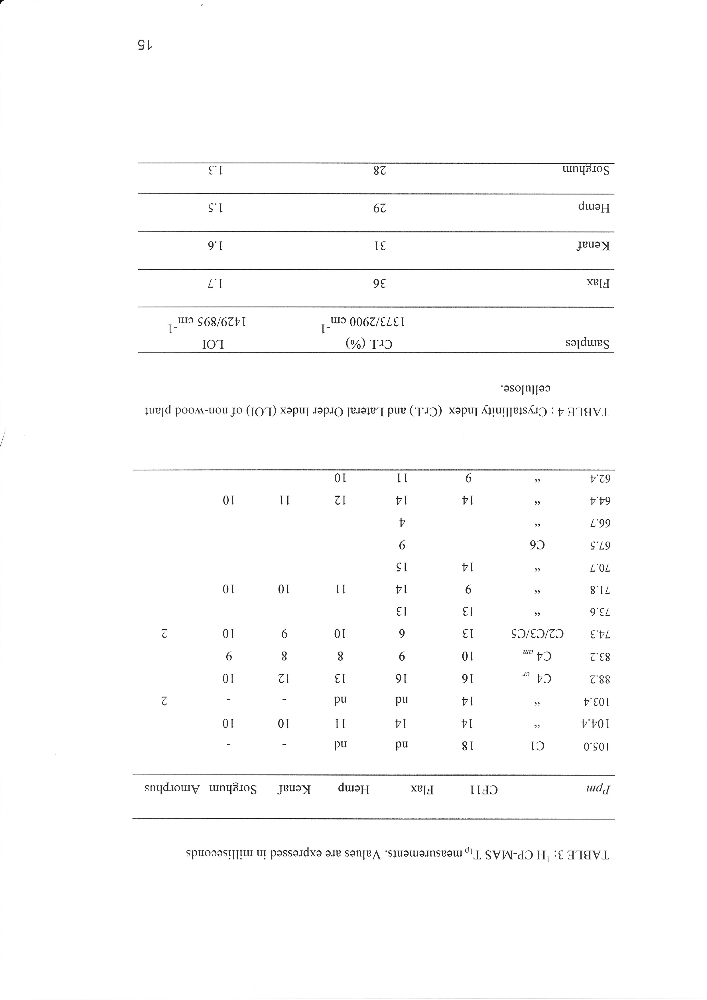 TABLE 3: ¹H CP-MAS T₁ρ measurements. Values are expressed in milliseconds
Ppm CF11 Flax Hemp Kenaf Sorghum Amorphus
105.0 C1 18 nd nd - -
104.4 “ 14 14 11 10 10
103.4 “ 14 nd nd - - 2
88.2 C4 cr 16 16 13 12 10
83.2 C4 am 10 9 8 8 9
74.3 C2/C3/C5 13 9 10 9 10 2
73.6 “ 13 13
71.8 “ 9 14 11 10 10
70.7 “ 14 15
67.5 C6 9
66.7 “ 4
64.4 “ 14 14 12 11 10
62.4 “ 9 11 10
TABLE 4 : Crystallinity Index (Cr.I.) and Lateral Order Index (LOI) of non-wood plant
cellulose.
Samples Cr.I. (%) LOI
1373/2900 cm⁻¹ 1429/895 cm⁻¹
Flax 36 1.7
Kenaf 31 1.6
Hemp 29 1.5
Sorghum 28 1.3
15